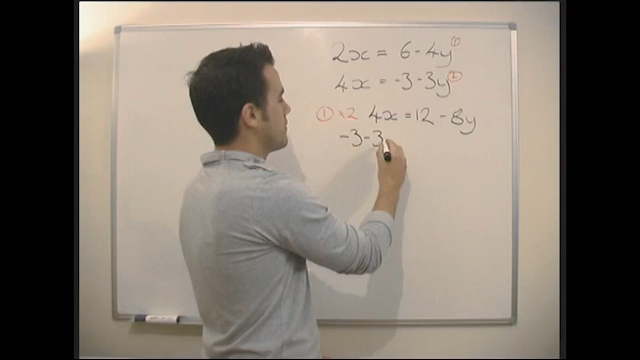 2x = 6 - 4y ①
4x = -3 - 3y ②
① ×2 4x = 12 - 8y
-3 - 3